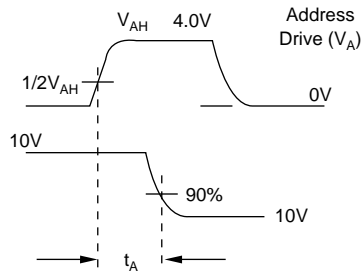 V_AH 4.0V
Address
Drive (V_A)
1/2V_AH
0V
10V
90%
10V
t_A